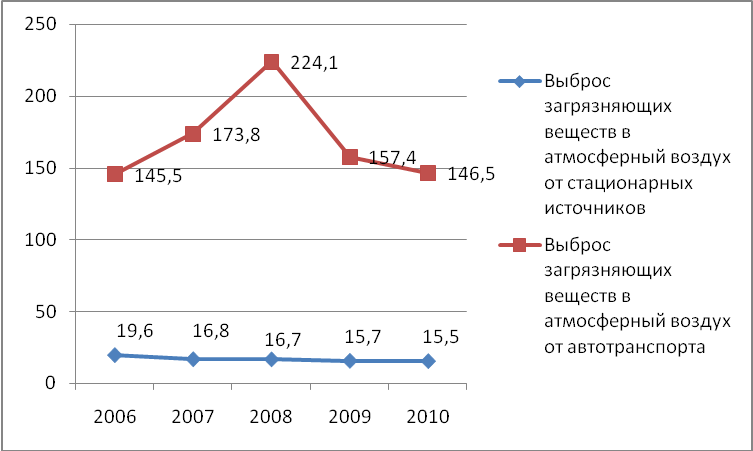 250
200
150
100
50
0
224,1
173,8
157,4
145,5
146,5
19,6
16,8
16,7
15,7
15,5
2006
2007
2008
2009
2010
Выброс
загрязняющих
веществ в
атмосферный воздух
от стационарных
источников
Выброс
загрязняющих
веществ в
атмосферный воздух
от автотранспорта